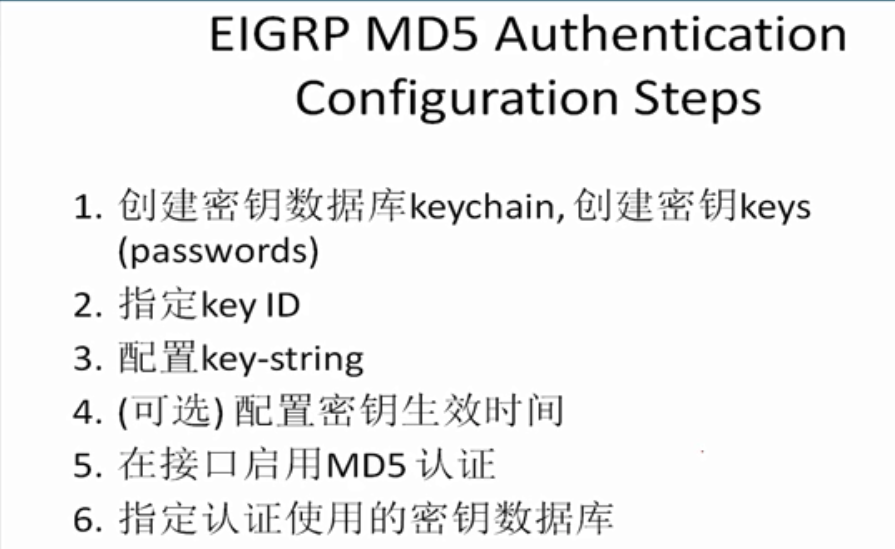 EIGRP MD5 Authentication
Configuration Steps
1. 创建密钥数据库keychain, 创建密钥keys
(passwords)
2. 指定key ID
3. 配置key-string
4. (可选) 配置密钥生效时间
5. 在接口启用MD5 认证
6. 指定认证使用的密钥数据库